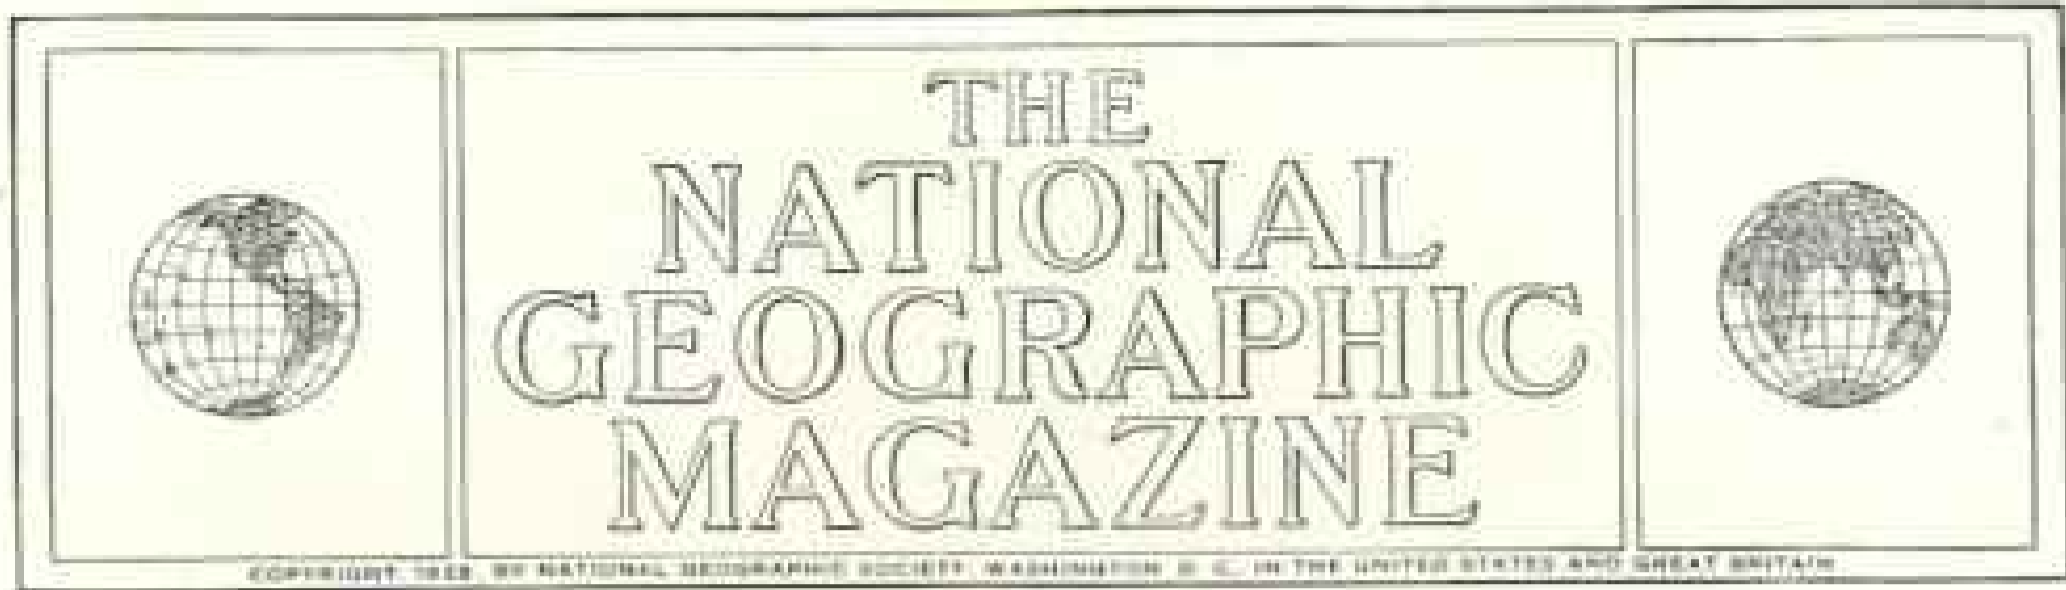 THE
NATIONAL
GEOGRAPHIC
MAGAZINE
COPYRIGHT BY NATIONAL GEOGRAPHIC SOCIETY, WASHINGTON D. C. IN THE UNITED STATES AND GREAT BRITAIN